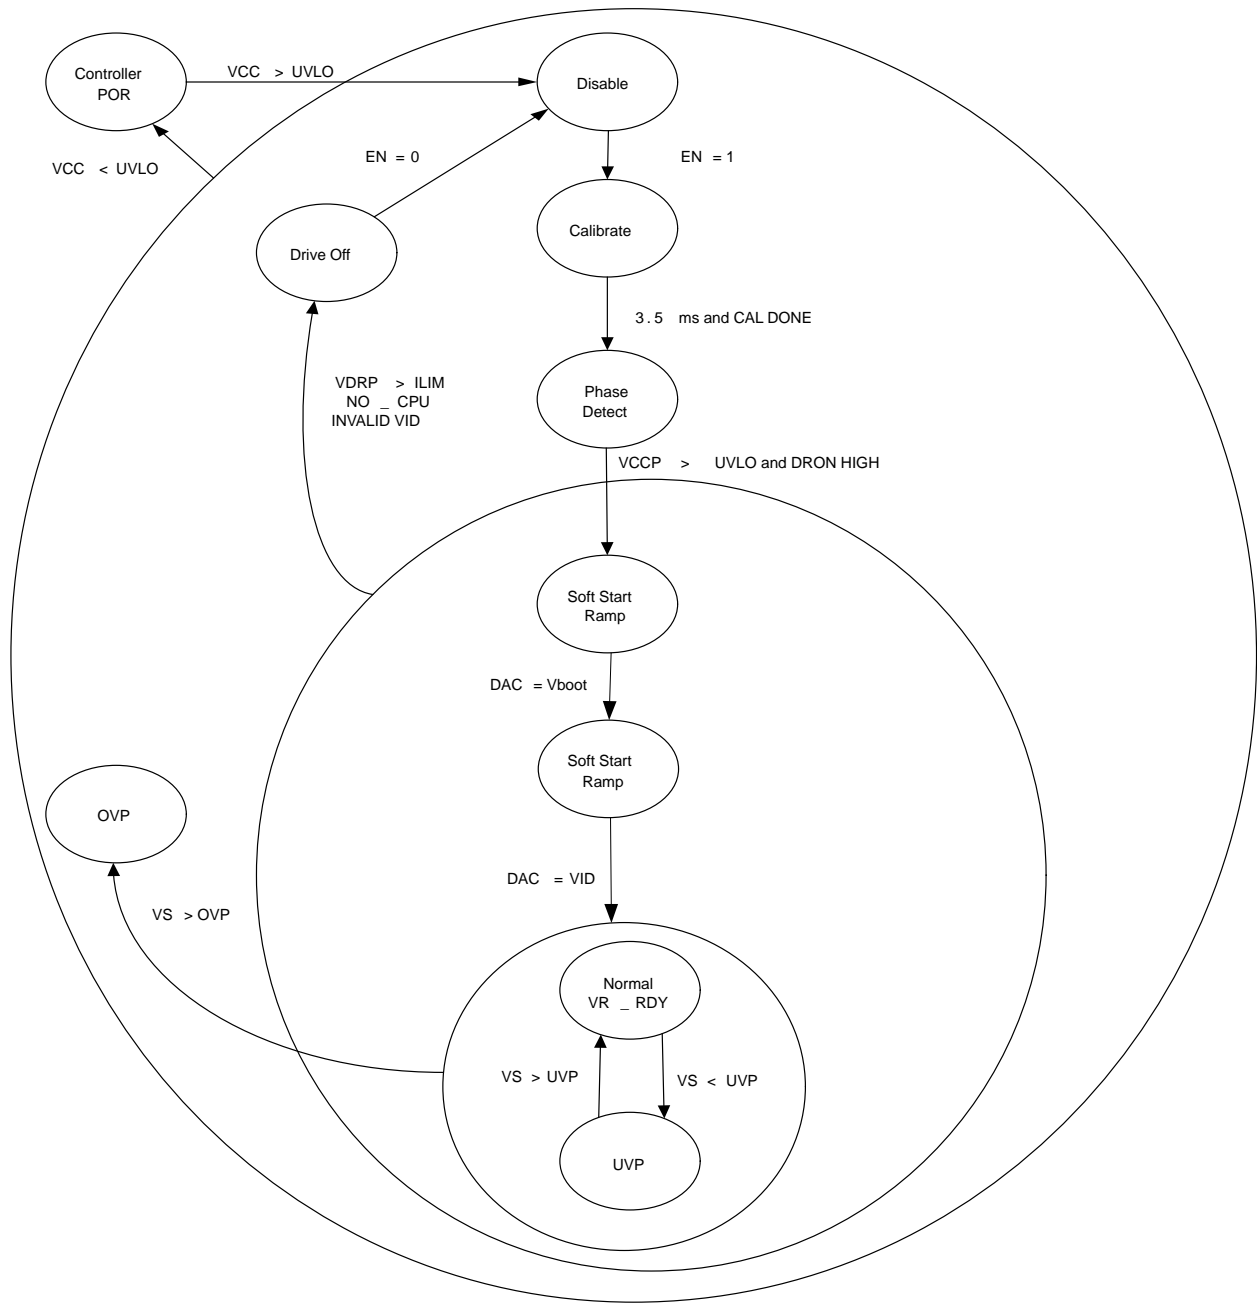 Controller
POR
VCC > UVLO
Disable
VCC < UVLO
EN = 0
EN = 1
Drive Off
Calibrate
3.5 ms and CAL DONE
VDRP > ILIM
NO _ CPU
INVALID VID
Phase
Detect
VCCP > UVLO and DRON HIGH
Soft Start
Ramp
DAC = Vboot
Soft Start
Ramp
OVP
DAC = VID
VS > OVP
Normal
VR _ RDY
VS > UVP
VS < UVP
UVP